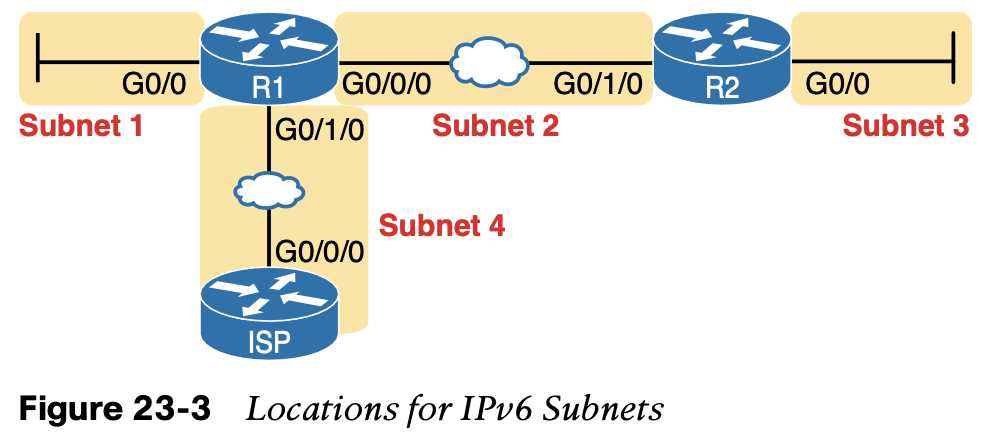 G0/0
R1
G0/0/0
G0/1/0
R2
G0/0
Subnet 1
Subnet 2
Subnet 3
G0/1/0
Subnet 4
G0/0/0
ISP
Figure 23-3 Locations for IPv6 Subnets